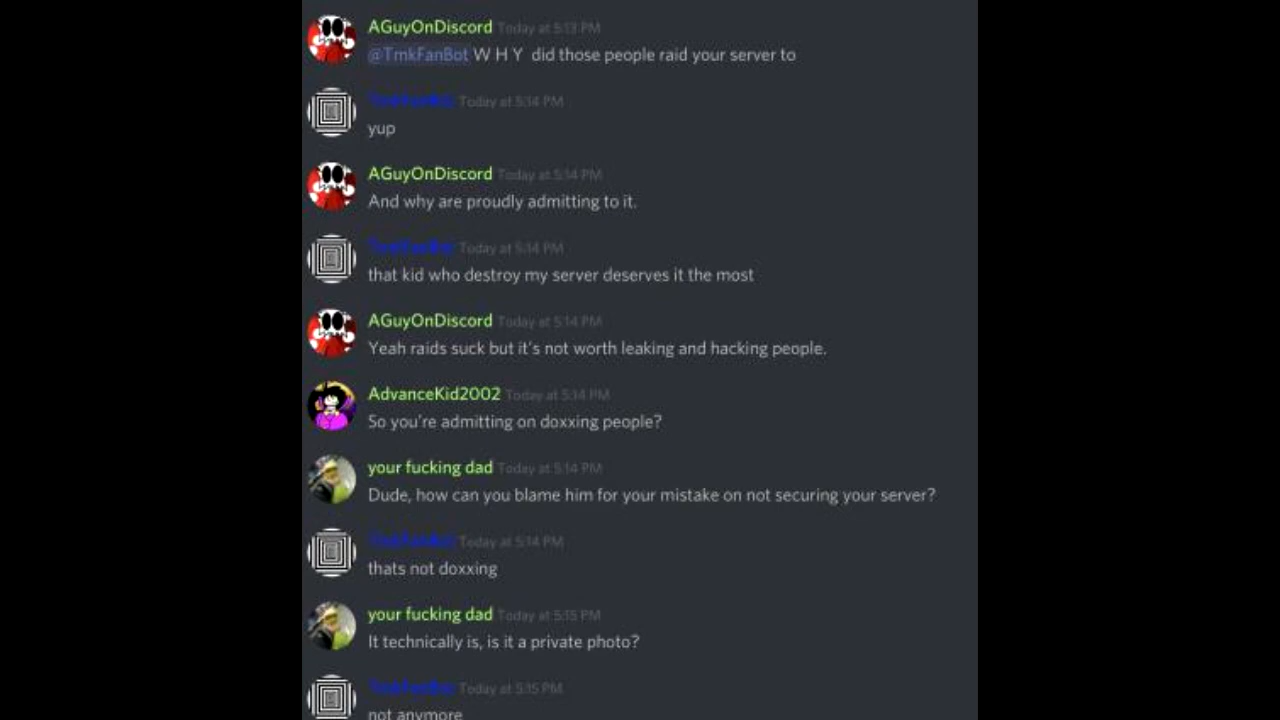 AGuyOnDiscord Today at 5:13 PM
@TmkFanBot W H Y did those people raid your server to
TmkFanBot Today at 5:14 PM
yup
AGuyOnDiscord Today at 5:14 PM
And why are proudly admitting to it.
TmkFanBot Today at 5:14 PM
that kid who destroy my server deserves it the most
AGuyOnDiscord Today at 5:14 PM
Yeah raids suck but it's not worth leaking and hacking people.
AdvanceKid2002 Today at 5:14 PM
So you're admitting on doxxing people?
your fucking dad Today at 5:14 PM
Dude, how can you blame him for your mistake on not securing your server?
TmkFanBot Today at 5:14 PM
thats not doxxing
your fucking dad Today at 5:15 PM
It technically is, is it a private photo?
TmkFanBot Today at 5:15 PM
not anymore